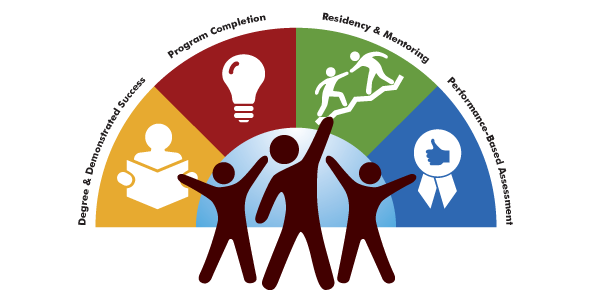 Degree & Demonstrated Success
Program Completion
Residency & Mentoring
Performance-Based Assessment